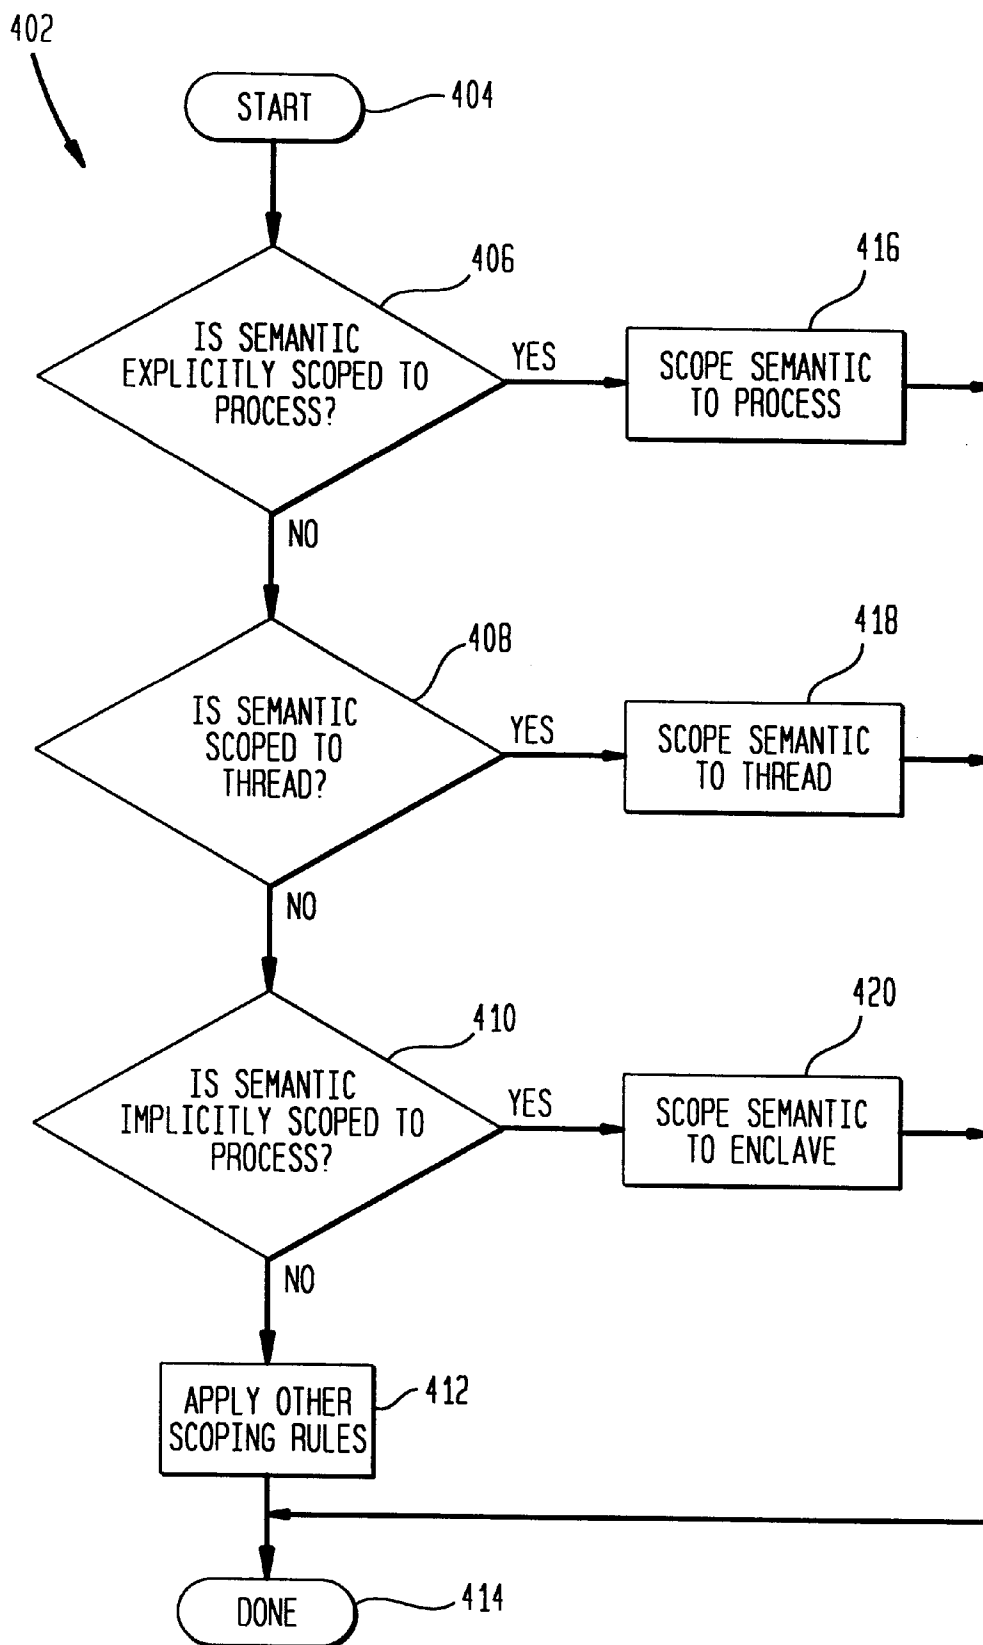 402
START
404
IS SEMANTIC
EXPLICITLY SCOPED TO
PROCESS?
406
YES
416
SCOPE SEMANTIC
TO PROCESS
NO
IS SEMANTIC
SCOPED TO
THREAD?
408
YES
418
SCOPE SEMANTIC
TO THREAD
NO
IS SEMANTIC
IMPLICITLY SCOPED TO
PROCESS?
410
YES
420
SCOPE SEMANTIC
TO ENCLAVE
NO
APPLY OTHER
SCOPING RULES
412
DONE
414